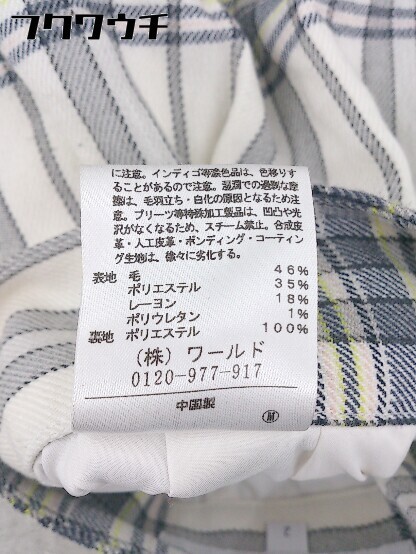 フクワウチ
に注意。インディゴ等濃色品は、色移りす
ることがあるので注意。湿潤での過剰な摩
擦は、毛羽立ち・白化の原因となるため注
意。プリーツ等特殊加工製品は、凹凸や光
沢がなくなるため、スチーム禁止。合成皮
革・人工皮革・ボンディング・コーティン
グ生地は、徐々に劣化する。
表地 毛 46%
ポリエステル 35%
レーヨン 18%
ポリウレタン 1%
裏地 ポリエステル 100%
(株) ワールド
0120-977-917
中国製
M
2